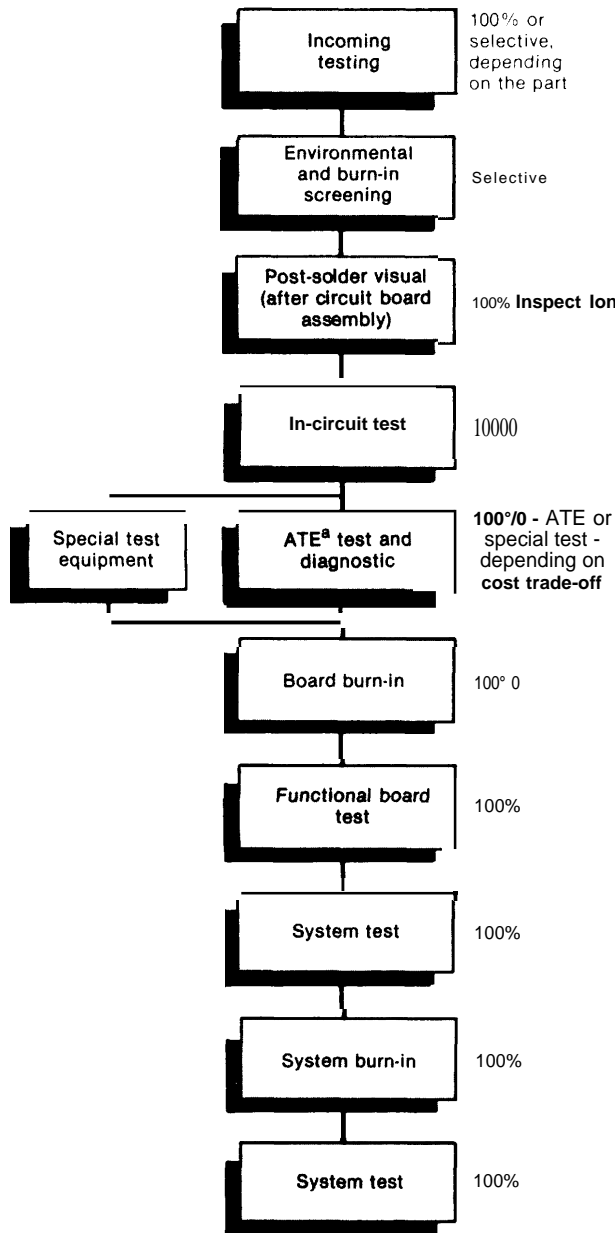 Incoming
testing
100% or
selective,
depending
on the part
Environmental
and burn-in
screening
Selective
Post-solder visual
(after circuit board
assembly)
100% Inspect Ion
In-circuit test
10000
Special test
equipment
ATEa test and
diagnostic
100°/0 - ATE or
special test -
depending on
cost trade-off
Board burn-in
100° 0
Functional board
test
100%
System test
100%
System burn-in
100%
System test
100%